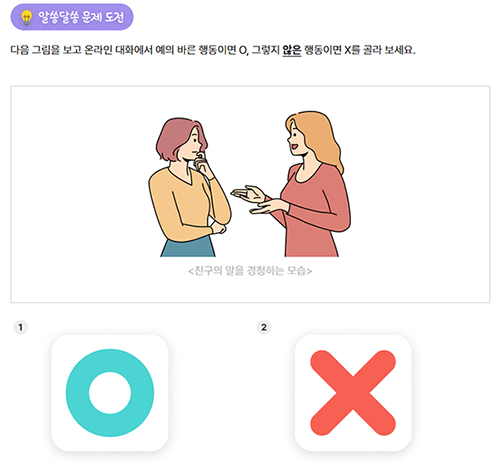 알쏭달쏭 문제 도전
다음 그림을 보고 온라인 대화에서 예의 바른 행동이면 O, 그렇지 않은 행동이면 X를 골라 보세요.
<친구의 말을 경청하는 모습>
1
2